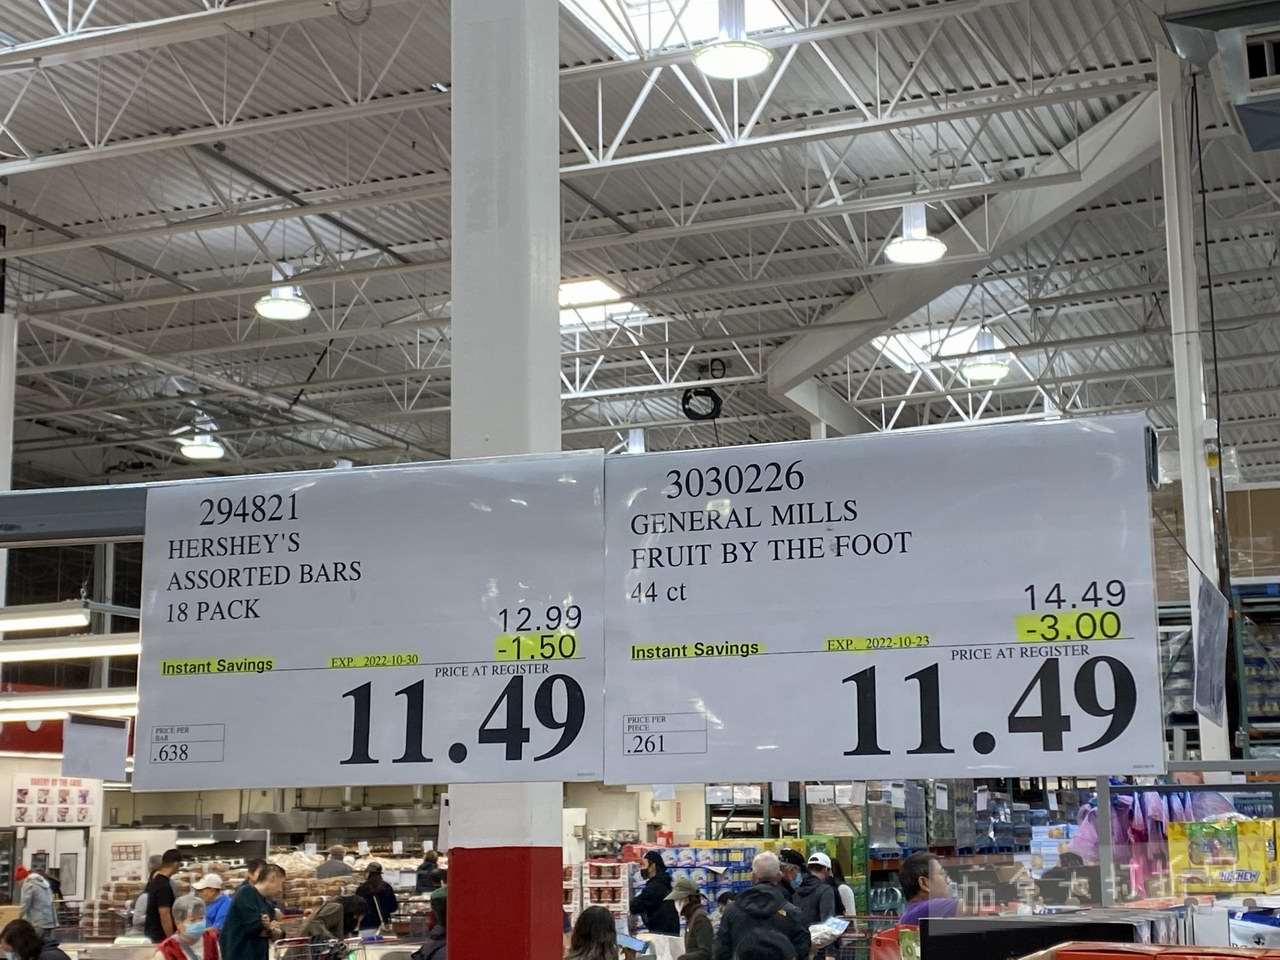 294821
HERSHEY'S
ASSORTED BARS
18 PACK
12.99
-1.50
Instant Savings
EXP. 2022-10-30
PRICE AT REGISTER
11.49
PRICE PER
BAR
.638
3030226
GENERAL MILLS
FRUIT BY THE FOOT
44 ct
14.49
-3.00
Instant Savings
EXP. 2022-10-23
PRICE AT REGISTER
11.49
PRICE PER
PIECE
.261
HI-CHEW